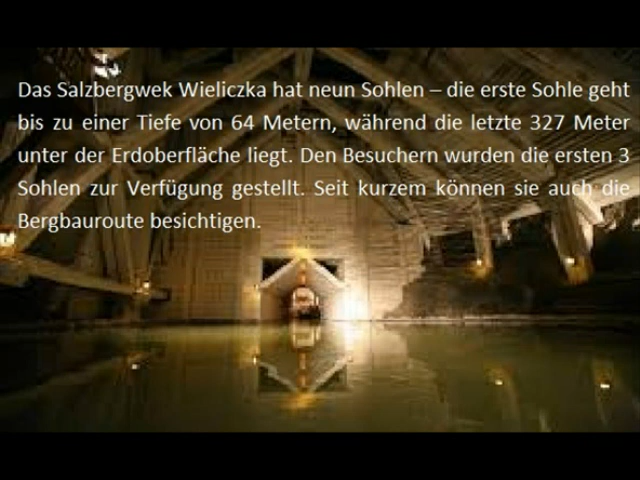 Das Salzbergwek Wieliczka hat neun Sohlen – die erste Sohle geht
bis zu einer Tiefe von 64 Metern, während die letzte 327 Meter
unter der Erdoberfläche liegt. Den Besuchern wurden die ersten 3
Sohlen zur Verfügung gestellt. Seit kurzem können sie auch die
Bergbauroute besichtigen.